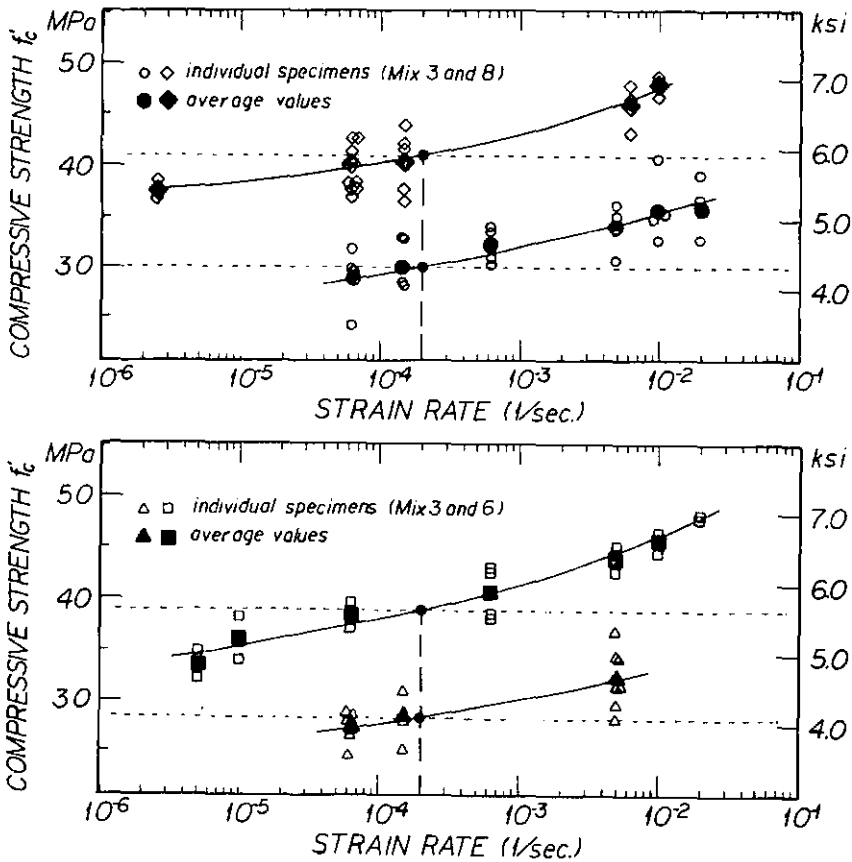 MPa
ksi
COMPRESSIVE STRENGTH f'c
50
40
30
individual specimens (Mix 3 and 8)
average values
7.0
6.0
5.0
4.0
10⁻⁶ 10⁻⁵ 10⁻⁴ 10⁻³ 10⁻² 10⁻¹
STRAIN RATE (1/sec.)
MPa
ksi
COMPRESSIVE STRENGTH f'c
50
40
30
individual specimens (Mix 3 and 6)
average values
7.0
6.0
5.0
4.0
10⁻⁶ 10⁻⁵ 10⁻⁴ 10⁻³ 10⁻² 10⁻¹
STRAIN RATE (1/sec.)